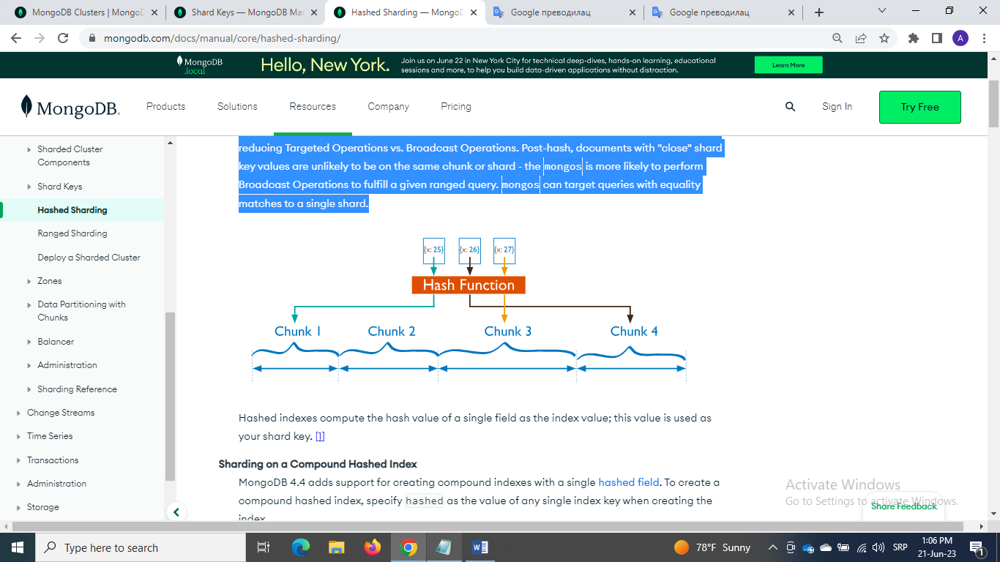 MongoDB Clusters | MongoD
Shard Keys — MongoDB Ma
Hashed Sharding — Mongo
Google преводилац
Google преводилац
mongodb.com/docs/manual/core/hashed-sharding/
A
MongoDB
.local
Hello, New York.
Join us on June 22 in New York City for technical deep-dives, hands-on learning, educational
sessions and more, to help you build data-driven applications without distraction.
Learn More
MongoDB.
Products
Solutions
Resources
Company
Pricing
Sign In
Try Free
Sharded Cluster
Components
Shard Keys
Hashed Sharding
Ranged Sharding
Deploy a Sharded Cluster
Zones
Data Partitioning with
Chunks
Balancer
Administration
Sharding Reference
Change Streams
Time Series
Transactions
Administration
Storage
reducing Targeted Operations vs. Broadcast Operations. Post-hash, documents with "close" shard
key values are unlikely to be on the same chunk or shard - the mongos is more likely to perform
Broadcast Operations to fulfill a given ranged query. mongos can target queries with equality
matches to a single shard.
{x: 25}
{x: 26}
{x: 27}
Hash Function
Chunk 1
Chunk 2
Chunk 3
Chunk 4
Hashed indexes compute the hash value of a single field as the index value; this value is used as
your shard key. [1]
Sharding on a Compound Hashed Index
MongoDB 4.4 adds support for creating compound indexes with a single hashed field. To create a
compound hashed index, specify hashed as the value of any single index key when creating the
index.
Activate Windows
Go to Settings to activate Windows.
Share Feedback
Type here to search
78°F Sunny
SRP
1:06 PM
21-Jun-23
1